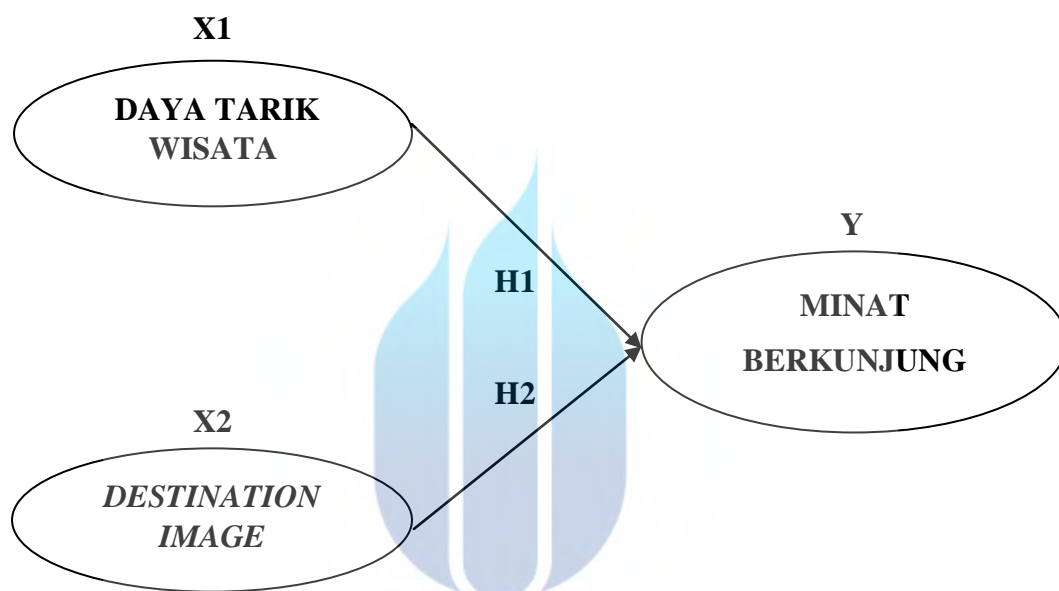 X1
DAYA TARIK
WISATA
Y
H1
MINAT
BERKUNJUNG
H2
X2
DESTINATION
IMAGE